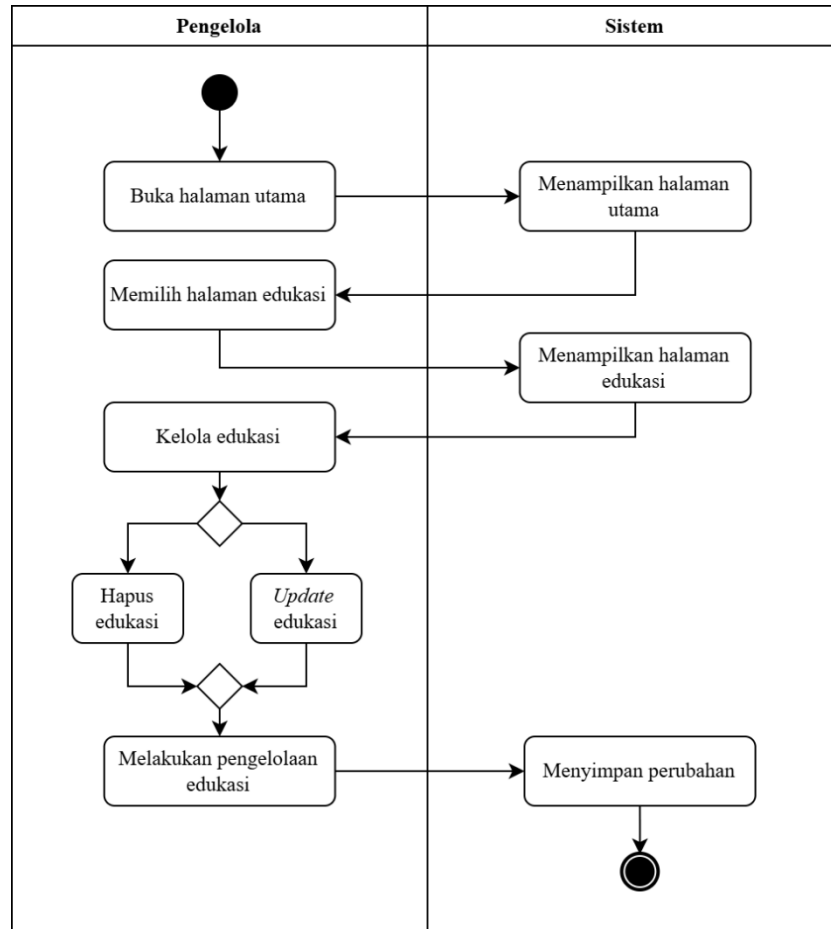 Pengelola
Sistem
Buka halaman utama
Menampilkan halaman
utama
Memilih halaman edukasi
Menampilkan halaman
edukasi
Kelola edukasi
Hapus
edukasi
Update
edukasi
Melakukan pengelolaan
edukasi
Menyimpan perubahan